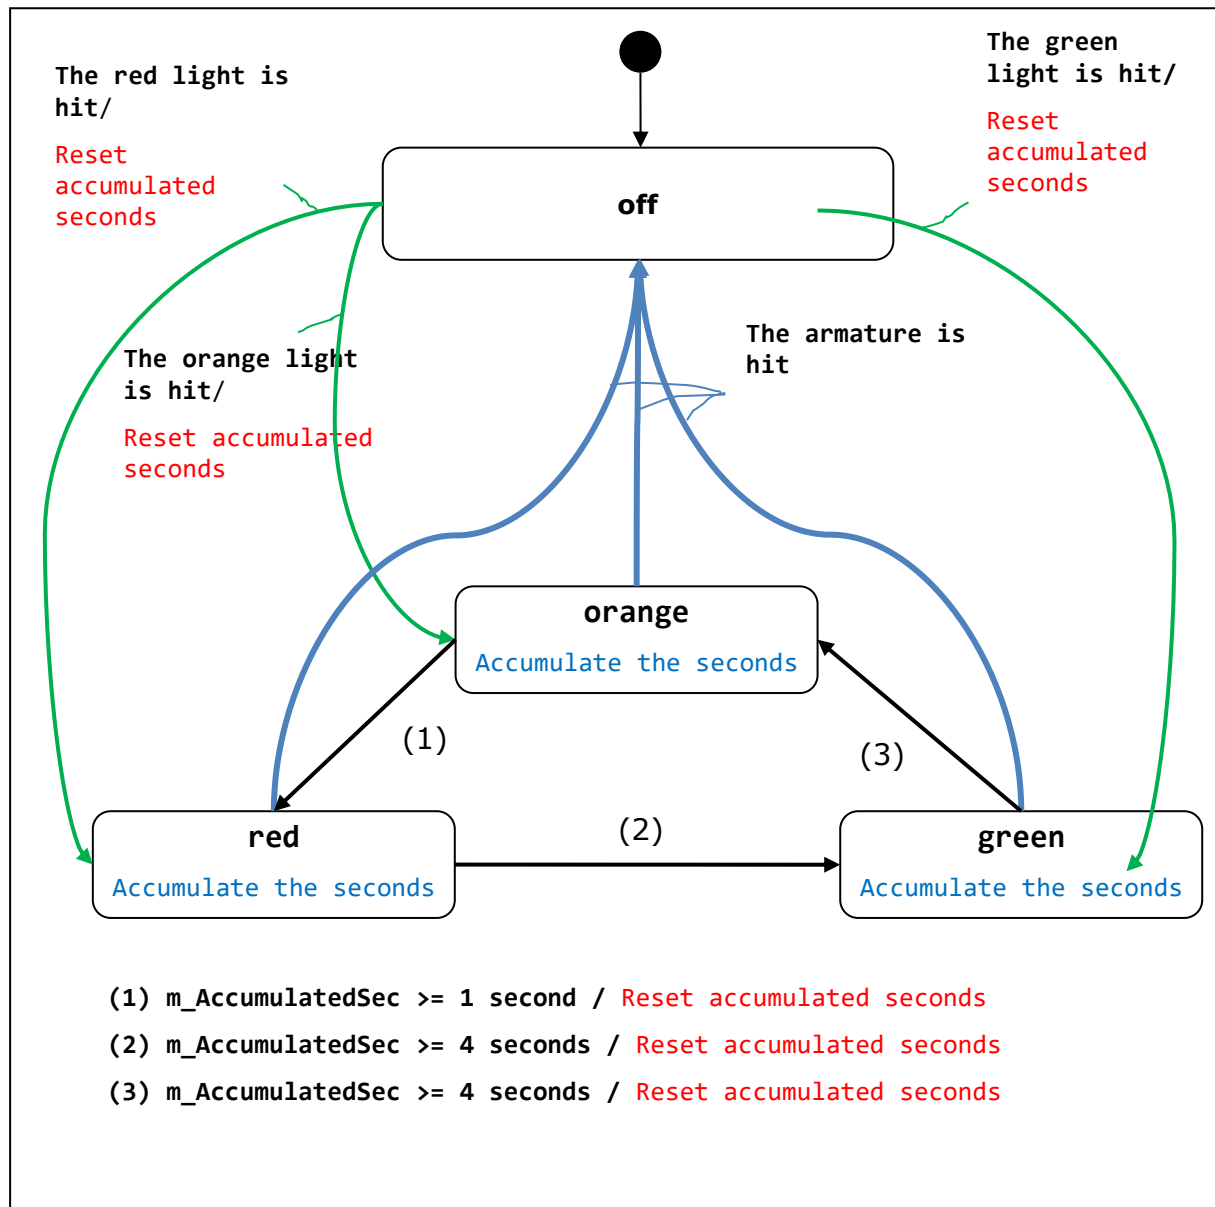 The red light is
hit/
Reset
accumulated
seconds
The green
light is hit/
Reset
accumulated
seconds
off
The orange light
is hit/
Reset accumulated
seconds
The armature is
hit
orange
Accumulate the seconds
(1)
(3)
(2)
red
Accumulate the seconds
green
Accumulate the seconds
(1) m_AccumulatedSec >= 1 second / Reset accumulated seconds
(2) m_AccumulatedSec >= 4 seconds / Reset accumulated seconds
(3) m_AccumulatedSec >= 4 seconds / Reset accumulated seconds